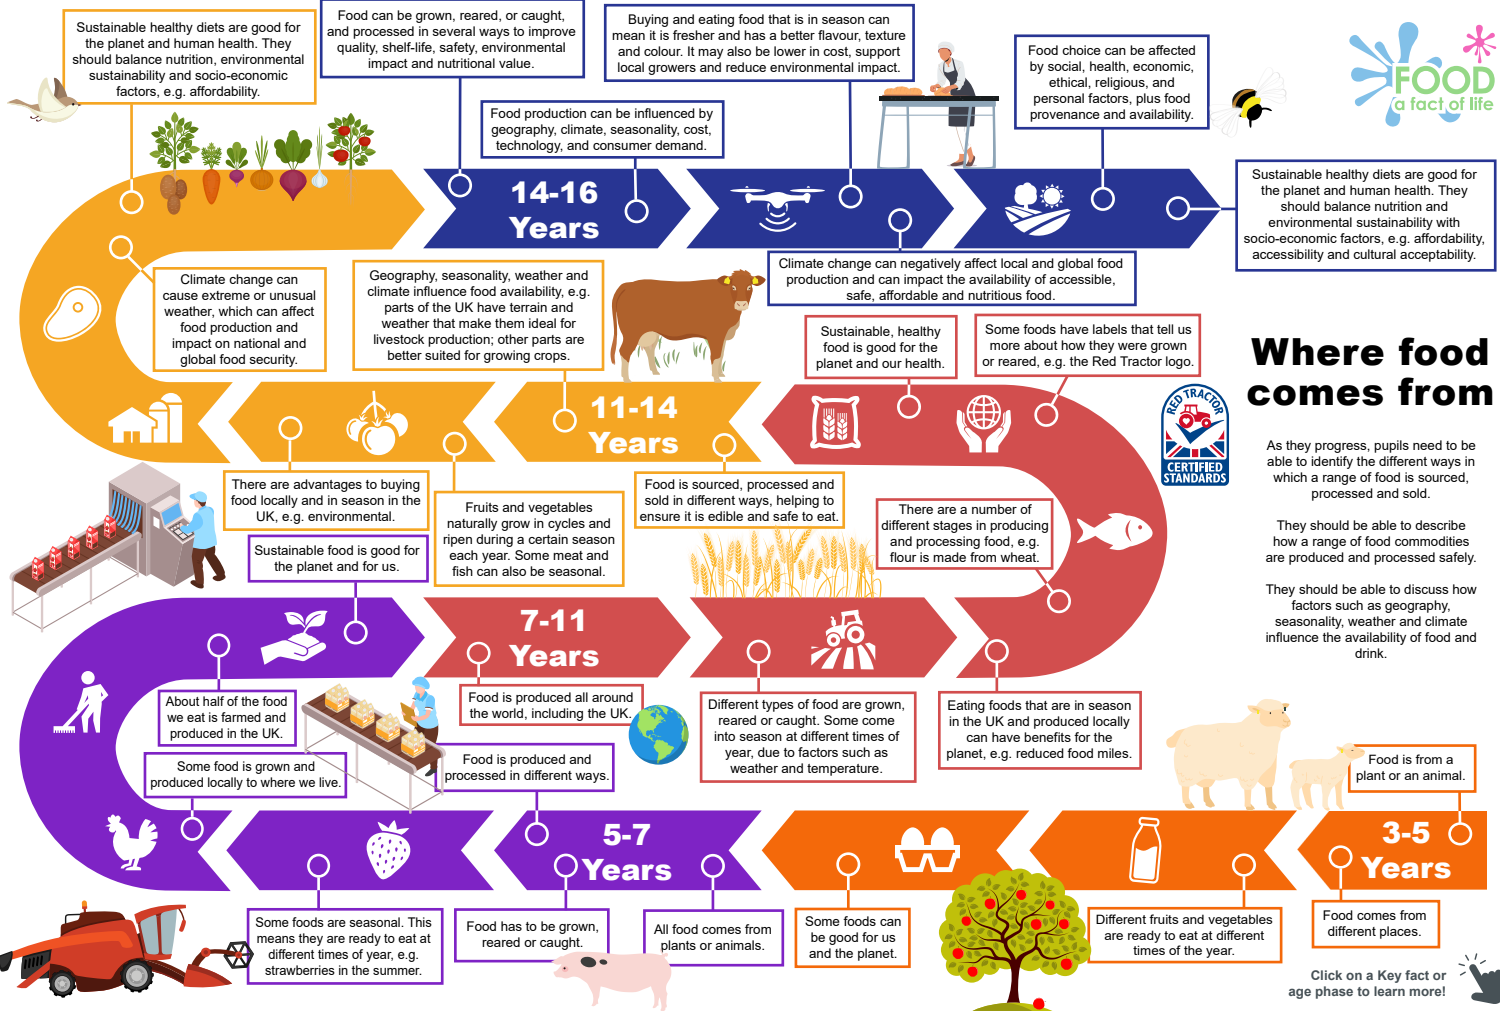 Sustainable healthy diets are good for
the planet and human health. They
should balance nutrition, environmental
sustainability and socio-economic
factors, e.g. affordability.
Food can be grown, reared, or caught,
and processed in several ways to improve
quality, shelf-life, safety, environmental
impact and nutritional value.
Buying and eating food that is in season can
mean it is fresher and has a better flavour, texture
and colour. It may also be lower in cost, support
local growers and reduce environmental impact.
Food choice can be affected
by social, health, economic,
ethical, religious, and
personal factors, plus food
provenance and availability.
FOOD
a fact of life
Food production can be influenced by
geography, climate, seasonality, cost,
technology, and consumer demand.
14-16
Years
Sustainable healthy diets are good for
the planet and human health. They
should balance nutrition and
environmental sustainability with
socio-economic factors, e.g. affordability,
accessibility and cultural acceptability.
Climate change can
cause extreme or unusual
weather, which can affect
food production and
impact on national and
global food security.
Geography, seasonality, weather and
climate influence food availability, e.g.
parts of the UK have terrain and
weather that make them ideal for
livestock production; other parts are
better suited for growing crops.
Climate change can negatively affect local and global food
production and can impact the availability of accessible,
safe, affordable and nutritious food.
Sustainable, healthy
food is good for the
planet and our health.
Some foods have labels that tell us
more about how they were grown
or reared, e.g. the Red Tractor logo.
Where food
comes from
11-14
Years
RED TRACTOR
CERTIFIED
STANDARDS
As they progress, pupils need to be
able to identify the different ways in
which a range of food is sourced,
processed and sold.
They should be able to describe
how a range of food commodities
are produced and processed safely.
They should be able to discuss how
factors such as geography,
seasonality, weather and climate
influence the availability of food and
drink.
There are advantages to buying
food locally and in season in the
UK, e.g. environmental.
Fruits and vegetables
naturally grow in cycles and
ripen during a certain season
each year. Some meat and
fish can also be seasonal.
Food is sourced, processed and
sold in different ways, helping to
ensure it is edible and safe to eat.
There are a number of
different stages in producing
and processing food, e.g.
flour is made from wheat.
Sustainable food is good for
the planet and for us.
7-11
Years
About half of the food
we eat is farmed and
produced in the UK.
Food is produced all around
the world, including the UK.
Different types of food are grown,
reared or caught. Some come
into season at different times of
year, due to factors such as
weather and temperature.
Eating foods that are in season
in the UK and produced locally
can have benefits for the
planet, e.g. reduced food miles.
Some food is grown and
produced locally to where we live.
Food is produced and
processed in different ways.
Food is from a
plant or an animal.
5-7
Years
3-5
Years
Some foods are seasonal. This
means they are ready to eat at
different times of year, e.g.
strawberries in the summer.
Food has to be grown,
reared or caught.
All food comes from
plants or animals.
Some foods can
be good for us
and the planet.
Different fruits and vegetables
are ready to eat at different
times of the year.
Food comes from
different places.
Click on a Key fact or
age phase to learn more!